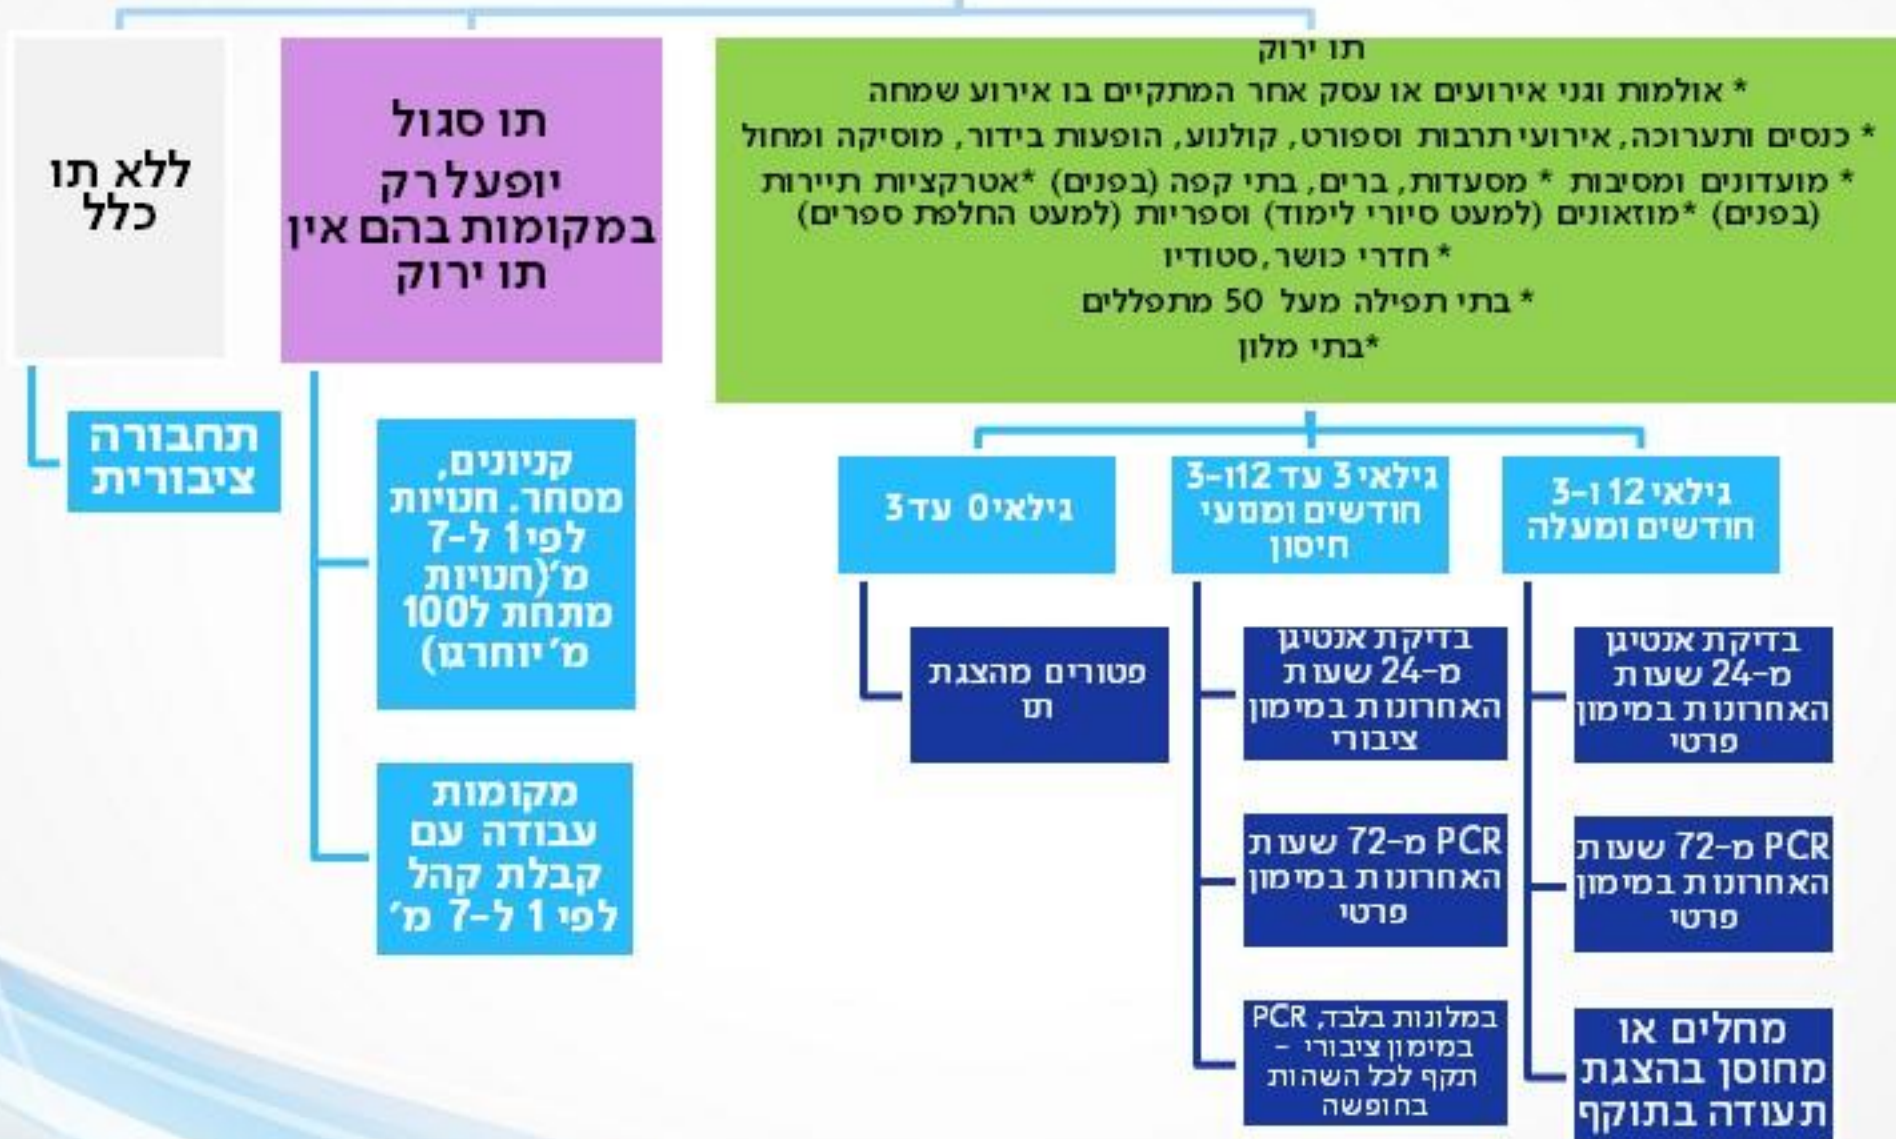 תו ירוק
* אולמות וגני אירועים או עסק אחר המתקיים בו אירוע שמחה
* כנסים ותערוכה, אירועי תרבות וספורט, קולנוע, הופעות בידור, מוסיקה ומחול
* מועדונים ומסיבות * מסעדות, ברים, בתי קפה (בפנים) *אטרקציות תיירות
(בפנים) *מוזאונים (למעט סיורי לימוד) וספריות (למעט החלפת ספרים)
* חדרי כושר, סטודיו
* בתי תפילה מעל 50 מתפללים
*בתי מלון
גילאי 12 ו-3
חודשים ומעלה
בדיקת אנטיגן
מ-24 שעות
האחרונות במימון
פרטי
PCR מ-72 שעות
האחרונות במימון
פרטי
מחלים או
מחוסן בהצגת
תעודה בתוקף
גילאי 3 עד 12ו-3
חודשים ומנועי
חיסון
בדיקת אנטיגן
מ-24 שעות
האחרונות במימון
ציבורי
PCR מ-72 שעות
האחרונות במימון
פרטי
במלונות בלבד, PCR
במימון ציבורי -
תקף לכל השהות
בחופשה
גילאי 0 עד 3
פטורים מהצגת
תו
תו סגול
יופעל רק
במקומות בהם אין
תו ירוק
קניונים,
מסחר. חנויות
לפי 1 ל-7
מ'(חנויות
מתחת ל100
מ' יוחרגו)
מקומות
עבודה עם
קבלת קהל
לפי 1 ל-7 מ'
ללא תו
כלל
תחבורה
ציבורית